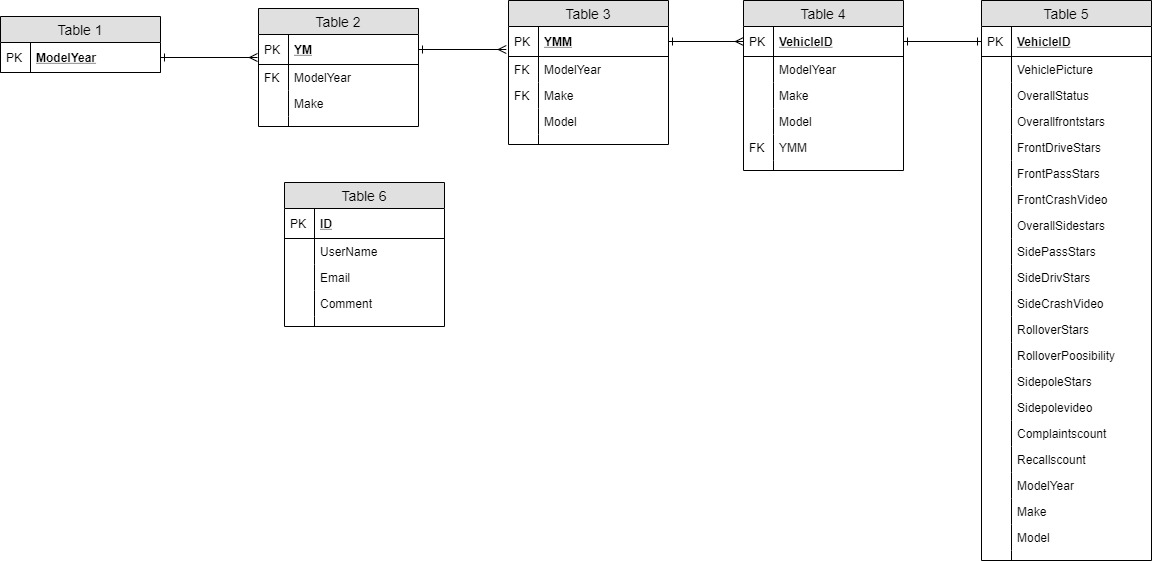 Table 1
PK ModelYear
Table 2
PK YM
FK ModelYear
Make
Table 3
PK YMM
FK ModelYear
FK Make
Model
Table 4
PK VehicleID
ModelYear
Make
Model
FK YMM
Table 5
PK VehicleID
VehiclePicture
OverallStatus
Overallfrontstars
FrontDriveStars
FrontPassStars
FrontCrashVideo
OverallSidestars
SidePassStars
SideDrivStars
SideCrashVideo
RolloverStars
RolloverPoosibility
SidepoleStars
Sidepolevideo
Complaintscount
Recallscount
ModelYear
Make
Model
Table 6
PK ID
UserName
Email
Comment